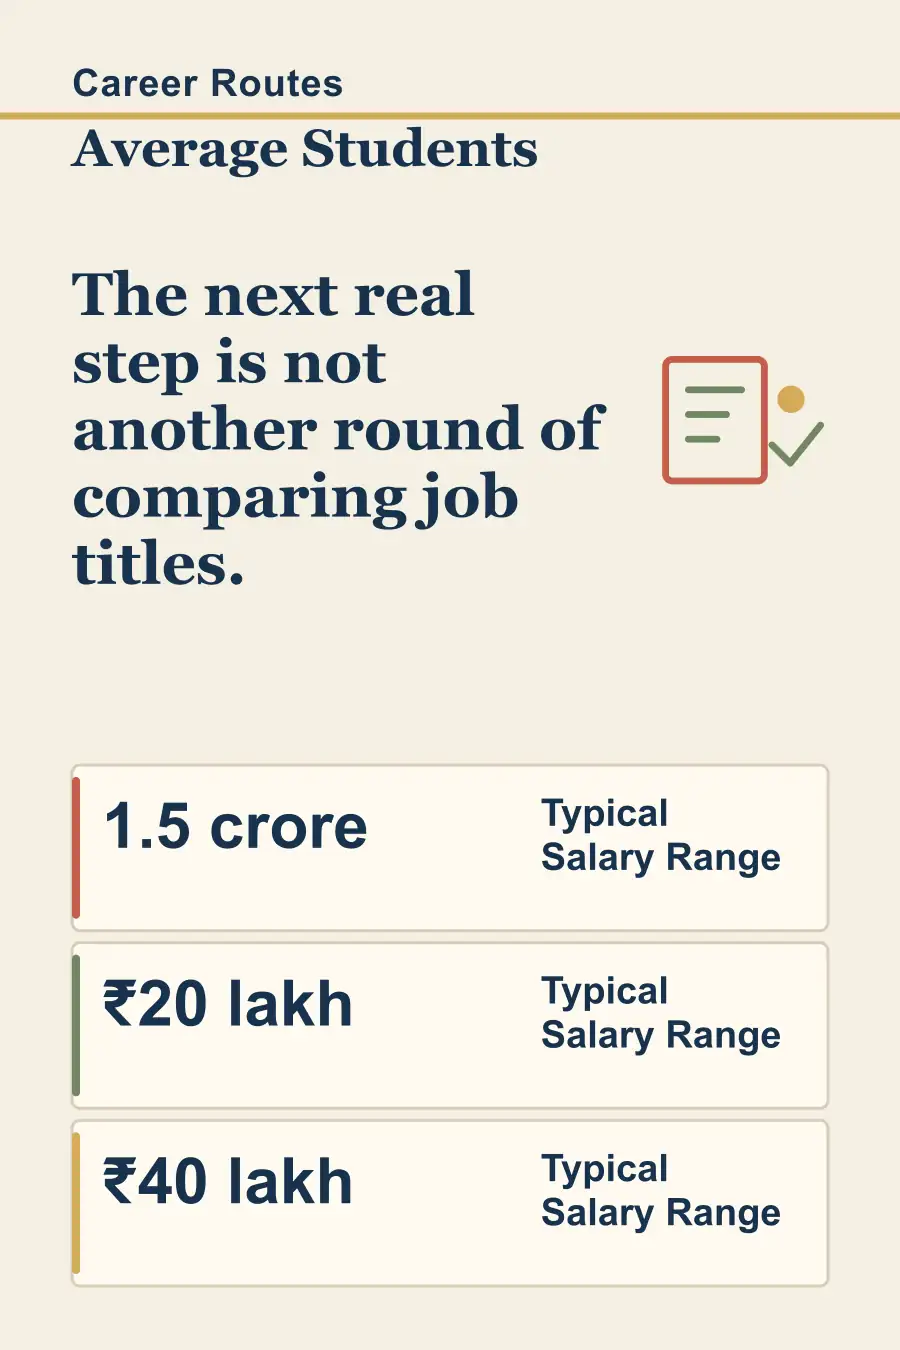 Career Routes
Average Students
The next real
step is not
another round of
comparing job
titles.
1.5 crore
Typical
Salary Range
₹20 lakh
Typical
Salary Range
₹40 lakh
Typical
Salary Range